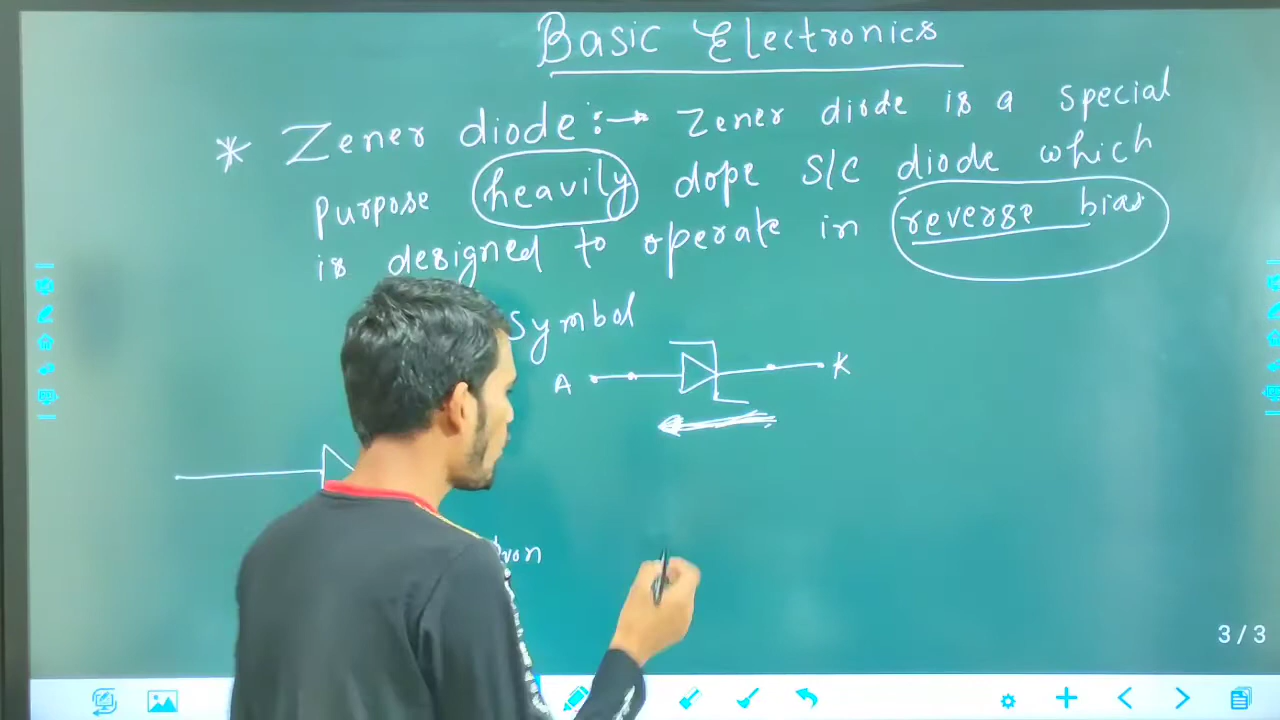 Basic Electronics
* Zener diode :→ Zener diode is a special
purpose heavily dope S/C diode which
is designed to operate in reverse bias
Symbol
A K
3/3